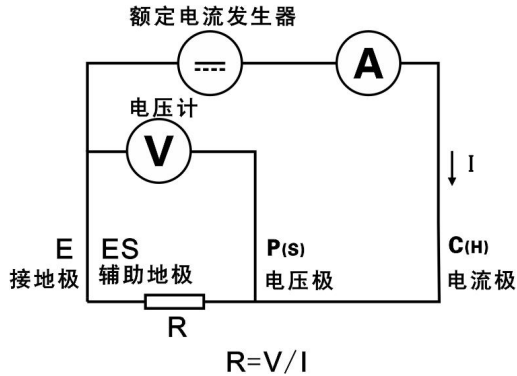 额定电流发生器
A
电压计
V
I
E ES P(S) C(H)
接地极 辅助地极 电压极 电流极
R
R=V/I